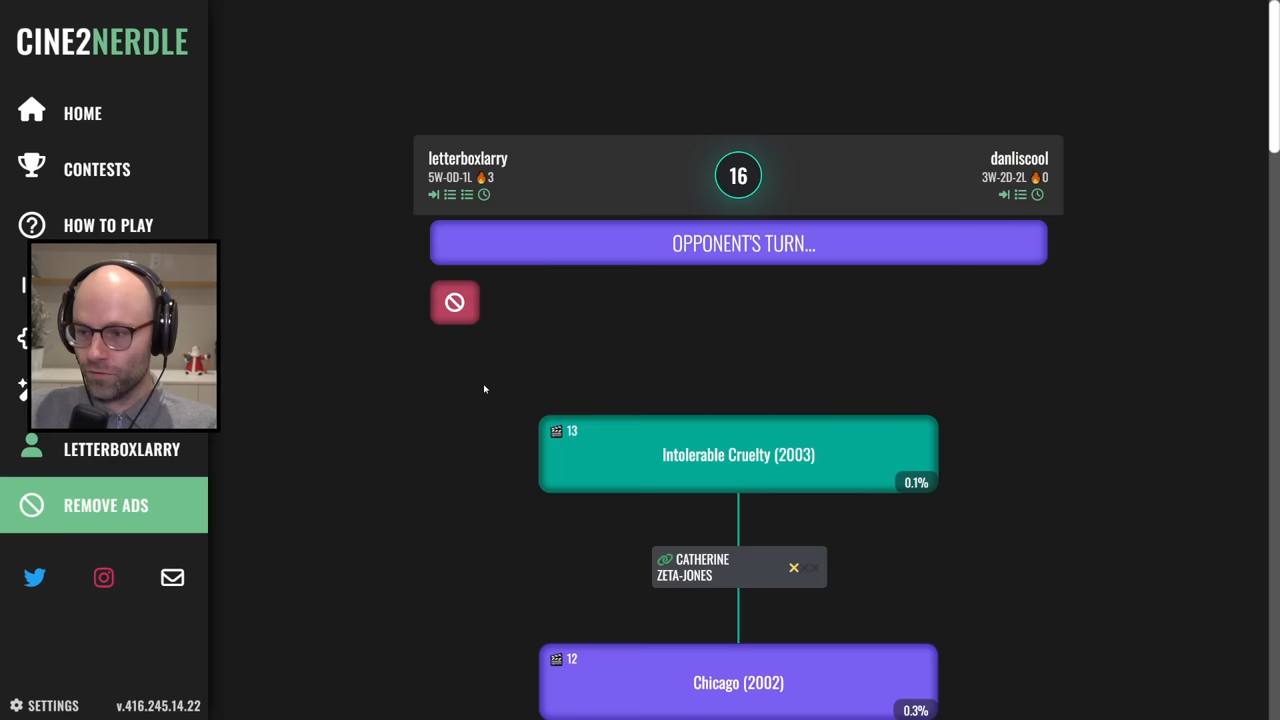 CINE2NERDLE
HOME
CONTESTS
HOW TO PLAY
LETTERBOXLARRY
REMOVE ADS
SETTINGS
v.416.245.14.22
letterboxlarry
5W-0D-1L 🔥3
16
danliscool
3W-2D-2L 🔥0
OPPONENT'S TURN...
13
Intolerable Cruelty (2003)
0.1%
CATHERINE
ZETA-JONES
12
Chicago (2002)
0.3%